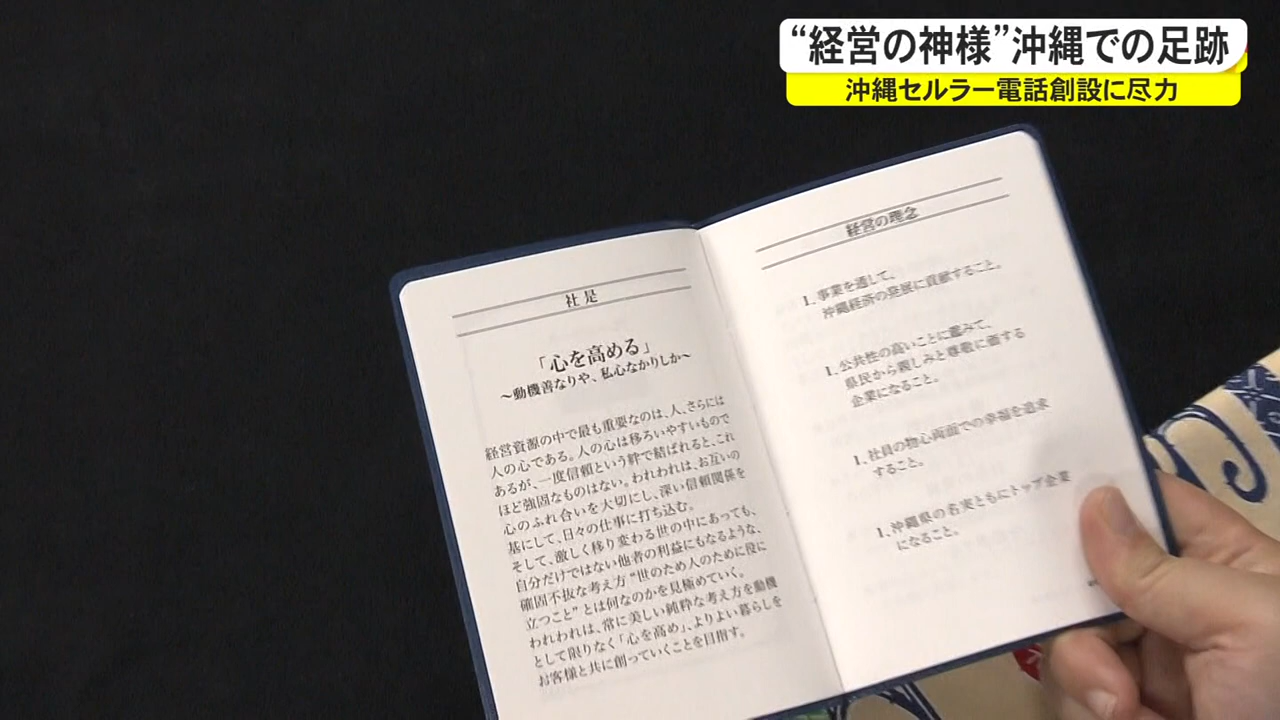 “経営の神様”沖縄での足跡
沖縄セルラー電話創設に尽力
社是
「心を高める」
~動機善なりや、私心なかりしか~
経営資源の中で最も重要なのは、人、さらには
人の心である。人の心は移ろいやすいもので
あるが、一度信頼という絆で結ばれると、これ
ほど強固なものはない。われわれは、お互いの
心のふれ合いを大切にし、深い信頼関係を
基にして、日々の仕事に打ち込む。
そして、激しく移り変わる世の中にあっても、
自分だけではない他者の利益にもなるような、
確固不抜な考え方“世のため人のために役に
立つこと”とは何なのかを見極めていく。
われわれは、常に美しい純粋な考え方を動機
として限りなく「心を高め」、よりよい暮らしを
お客様と共に創っていくことを目指す。
経営の理念
1. 事業を通して、
沖縄経済の発展に貢献すること。
1. 公共性の高いことに鑑みて、
県民から親しみと尊敬に価する
企業になること。
1. 社員の物心両面での幸福を追求
すること。
1. 沖縄県の名実ともにトップ企業
になること。